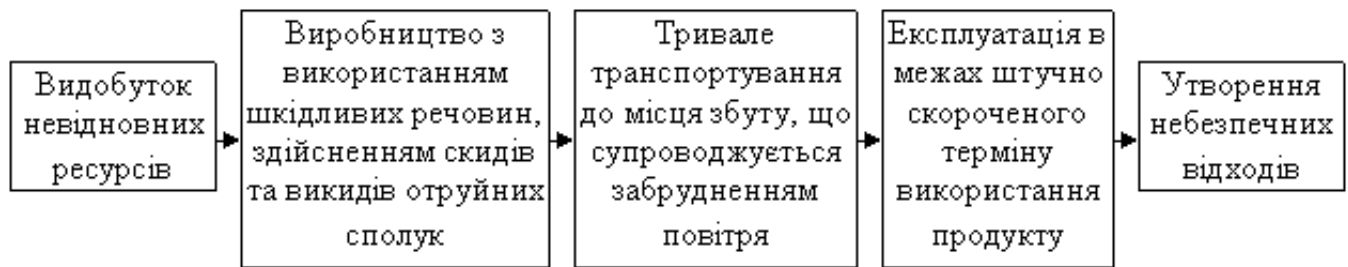 Видобуток
невідновних
ресурсів
Виробництво з
використанням
шкідливих речовин,
здійсненням скидів
та викидів отруйних
сполук
Тривале
транспортування
до місця збуту, що
супроводжується
забрудненням
повітря
Експлуатація в
межах штучно
скороченого
терміну
використання
продукту
Утворення
небезпечних
відходів